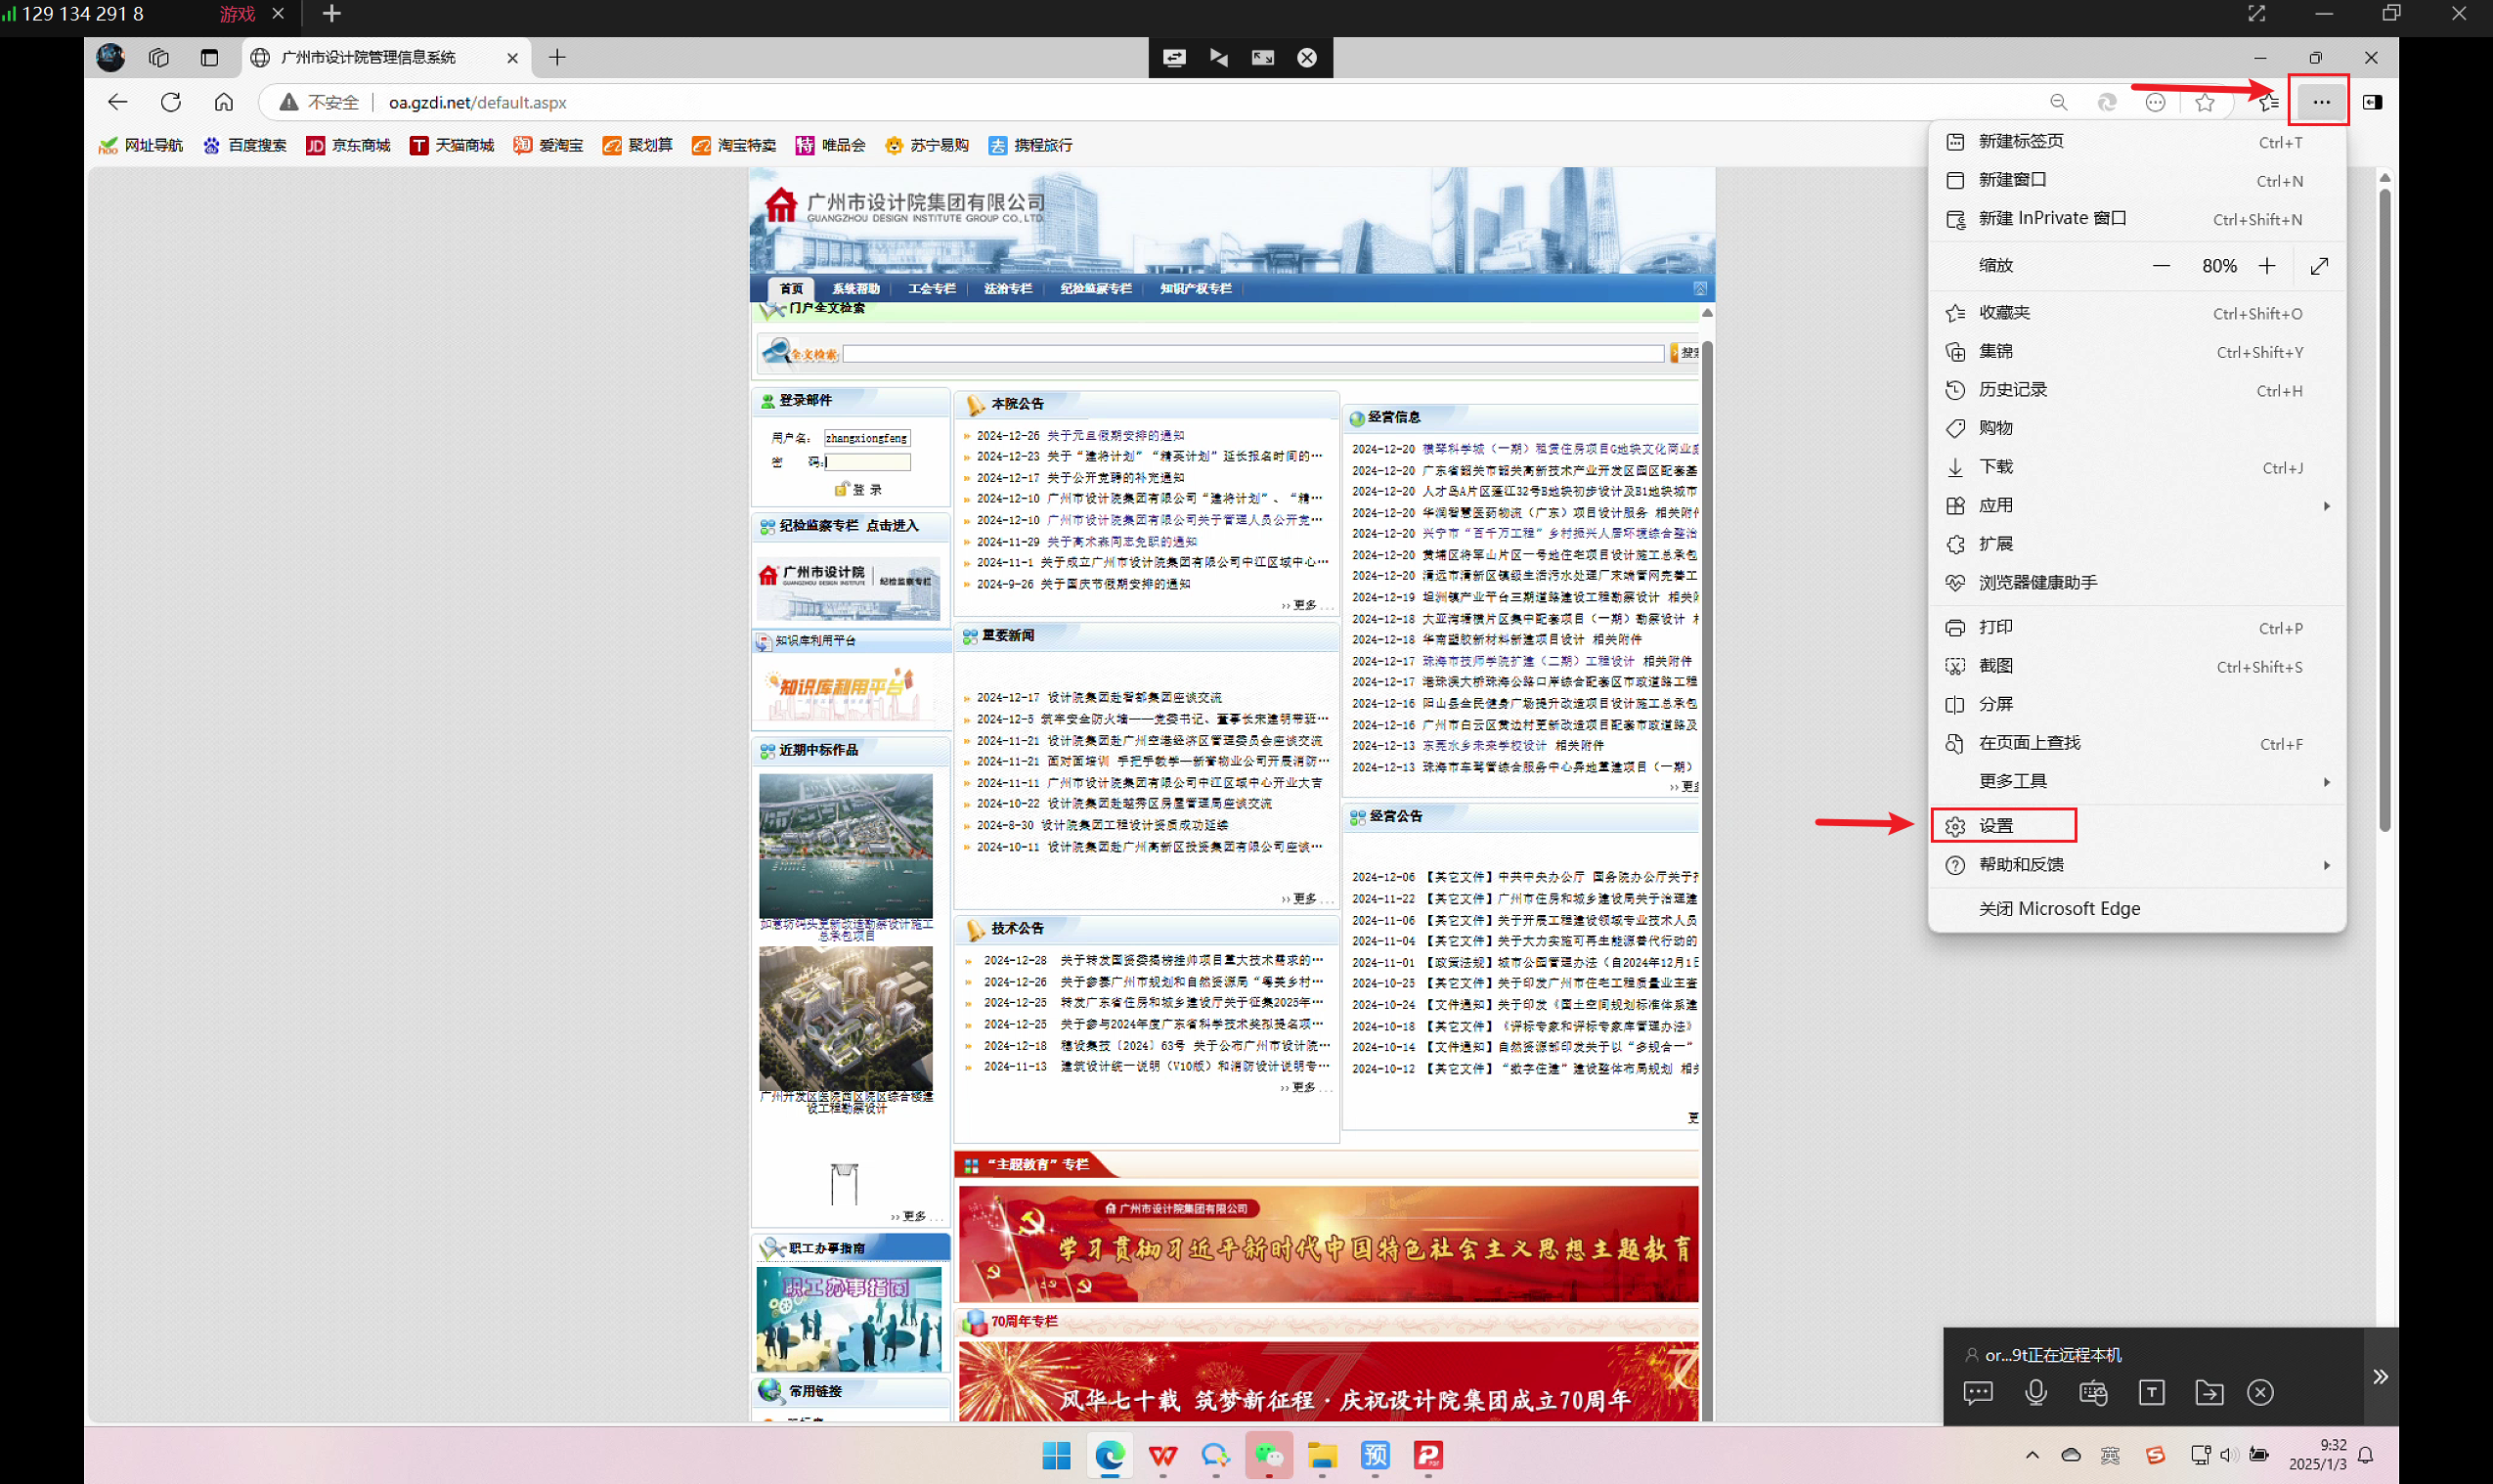 129 134 291 8
游戏
广州市设计院管理信息系统
不安全
oa.gzdi.net/default.aspx
网址导航
百度搜索
京东商城
天猫商城
爱淘宝
聚划算
淘宝特卖
唯品会
苏宁易购
携程旅行
广州市设计院集团有限公司
GUANGZHOU DESIGN INSTITUTE GROUP CO.,LTD.
首页
系统帮助
工会专栏
法治专栏
纪检监察专栏
知识产权专栏
门户全文检索
全文检索
登录部件
用户名: zhangxiongfeng
密 码:
登 录
纪检监察专栏 点击进入
广州市设计院
纪检监察专栏
知识库利用平台
知识库利用平台
近期中标作品
如意坊码头更新改造勘察设计施工
总承包项目
广州开发区医院西区院区综合楼建
设工程勘察设计
››更多 ...
职工办事指南
职工办事指南
常用链接
本院公告
2024-12-26 关于元旦假期安排的通知
2024-12-23 关于“建将计划”“精英计划”延长报名时间的…
2024-12-17 关于公开竞聘的补充通知
2024-12-10 广州市设计院集团有限公司“建将计划”、“精…
2024-12-10 广州市设计院集团有限公司关于管理人员公开竞…
2024-11-29 关于高术森同志免职的通知
2024-11-1 关于成立广州市设计院集团有限公司中江区域中心…
2024-9-26 关于国庆节假期安排的通知
››更多 ...
重要新闻
2024-12-17 设计院集团赴智都集团座谈交流
2024-12-5 筑牢安全防火墙——党委书记、董事长宋建明带班…
2024-11-21 设计院集团赴广州空港经济区管理委员会座谈交流
2024-11-21 面对面培训 手把手教学—新誉物业公司开展消防…
2024-11-11 广州市设计院集团有限公司中江区域中心开业大吉
2024-10-22 设计院集团赴越秀区房屋管理局座谈交流
2024-8-30 设计院集团工程设计资质成功延续
2024-10-11 设计院集团赴广州高新区投资集团有限公司座谈…
››更多 ...
技术公告
2024-12-28 关于转发国资委揭榜挂帅项目重大技术需求的…
2024-12-26 关于参赛广州市规划和自然资源局“粤美乡村…
2024-12-25 转发广东省住房和城乡建设厅关于征集2025年…
2024-12-25 关于参与2024年度广东省科学技术奖拟提名项…
2024-12-18 穗设集技〔2024〕63号 关于公布广州市设计院…
2024-11-13 建筑设计统一说明（V10版）和消防设计说明专…
››更多 ...
经营信息
2024-12-20 横琴科学城（一期）租赁住房项目G地块文化商业
2024-12-20 广东省韶关市韶关高新技术产业开发区园区配套基
2024-12-20 人才岛A片区蓬江32号B地块初步设计及B1地块城市
2024-12-20 华润智慧医药物流（广东）项目设计服务 相关附件
2024-12-20 兴宁市“百千万工程”乡村振兴人居环境综合整治
2024-12-20 黄埔区将军山片区一号地住宅项目设计施工总承包
2024-12-20 清远市清新区镇级生活污水处理厂末端管网完善工
2024-12-19 坦洲镇产业平台三期道路建设工程勘察设计 相关附
2024-12-18 大亚湾塘横片区集中配套项目（一期）勘察设计
2024-12-18 华南塑胶新材料新建项目设计 相关附件
2024-12-17 珠海市技师学院扩建（二期）工程设计 相关附件
2024-12-17 港珠澳大桥珠海公路口岸综合配套区市政道路工程
2024-12-16 阳山县全民健身广场提升改造项目设计施工总承包
2024-12-16 广州市白云区黄边村更新改造项目配套市政道路及
2024-12-13 东莞水乡未来学校设计 相关附件
2024-12-13 珠海市车驾管综合服务中心异地重建项目（一期）
››更多
经营公告
2024-12-06 【其它文件】中共中央办公厅 国务院办公厅关于
2024-11-22 【其它文件】广州市住房和城乡建设局关于治理建
2024-11-06 【其它文件】关于开展工程建设领域专业技术人员
2024-11-04 【其它文件】关于大力实施可再生能源替代行动的
2024-11-01 【政策法规】城市公园管理办法（自2024年12月1日
2024-10-25 【其它文件】关于印发广州市住宅工程质量业主查
2024-10-24 【文件通知】关于印发《国土空间规划标准体系建
2024-10-18 【其它文件】《评标专家和评标专家库管理办法》
2024-10-14 【文件通知】自然资源部印发关于以“多规合一”
2024-10-12 【其它文件】“数字住建”建设整体布局规划 相关
更
“主题教育”专栏
广州市设计院集团有限公司
学习贯彻习近平新时代中国特色社会主义思想主题教育
70周年专栏
风华七十载 筑梦新征程·庆祝设计院集团成立70周年
新建标签页 Ctrl+T
新建窗口 Ctrl+N
新建 InPrivate 窗口 Ctrl+Shift+N
缩放 80%
收藏夹 Ctrl+Shift+O
集锦 Ctrl+Shift+Y
历史记录 Ctrl+H
购物
下载 Ctrl+J
应用
扩展
浏览器健康助手
打印 Ctrl+P
截图 Ctrl+Shift+S
分屏
在页面上查找 Ctrl+F
更多工具
设置
帮助和反馈
关闭 Microsoft Edge
or...9t正在远程本机
英
9:32
2025/1/3